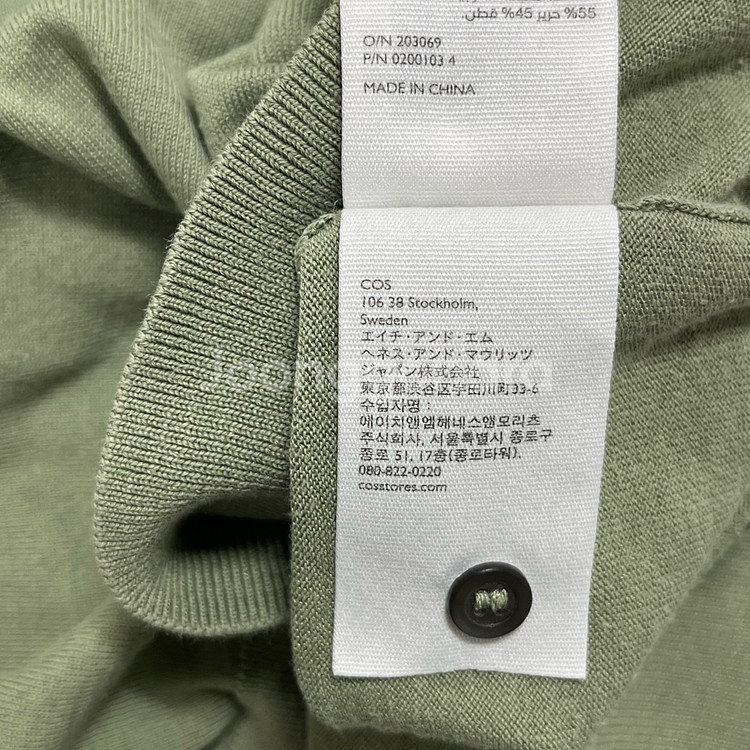 55% حرير 45% قطن
O/N 203069
P/N 0200103 4
MADE IN CHINA
COS
106 38 Stockholm,
Sweden
エイチ・アンド・エム
ヘネス・アンド・マウリッツ
ジャパン株式会社
東京都渋谷区宇田川町33-6
수입자명 :
에이치앤엠헤네스앤모리츠
주식회사, 서울특별시 종로구
종로 51, 17층(종로타워).
080-822-0220
cosstores.com